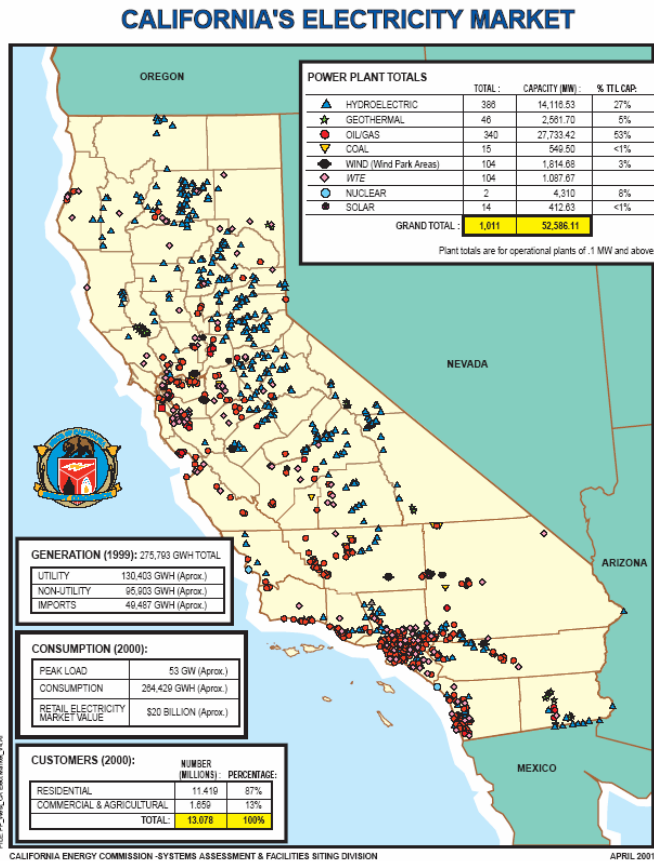 CALIFORNIA'S ELECTRICITY MARKET
OREGON
POWER PLANT TOTALS
TOTAL : CAPACITY (MW) : % TTL CAP:
HYDROELECTRIC 386 14,116.53 27%
GEOTHERMAL 46 2,561.70 5%
OIL/GAS 340 27,733.42 53%
COAL 15 549.50 <1%
WIND (Wind Park Areas) 104 1,814.68 3%
WTE 104 1.087.67
NUCLEAR 2 4,310 8%
SOLAR 14 412.63 <1%
GRAND TOTAL : 1,011 52,586.11
Plant totals are for operational plants of .1 MW and above
NEVADA
ARIZONA
GENERATION (1999): 275,793 GWH TOTAL
UTILITY 130,403 GWH (Aprox.)
NON-UTILITY 95,903 GWH (Aprox.)
IMPORTS 49,487 GWH (Aprox.)
CONSUMPTION (2000):
PEAK LOAD 53 GW (Aprox.)
CONSUMPTION 264,429 GWH (Aprox.)
RETAIL ELECTRICITY
MARKET VALUE $20 BILLION (Aprox.)
MEXICO
CUSTOMERS (2000): NUMBER
(MILLIONS) : PERCENTAGE:
RESIDENTIAL 11.419 87%
COMMERCIAL & AGRICULTURAL 1.659 13%
TOTAL: 13.078 100%
CALIFORNIA ENERGY COMMISSION -SYSTEMS ASSESSMENT & FACILITIES SITING DIVISION
APRIL 2001